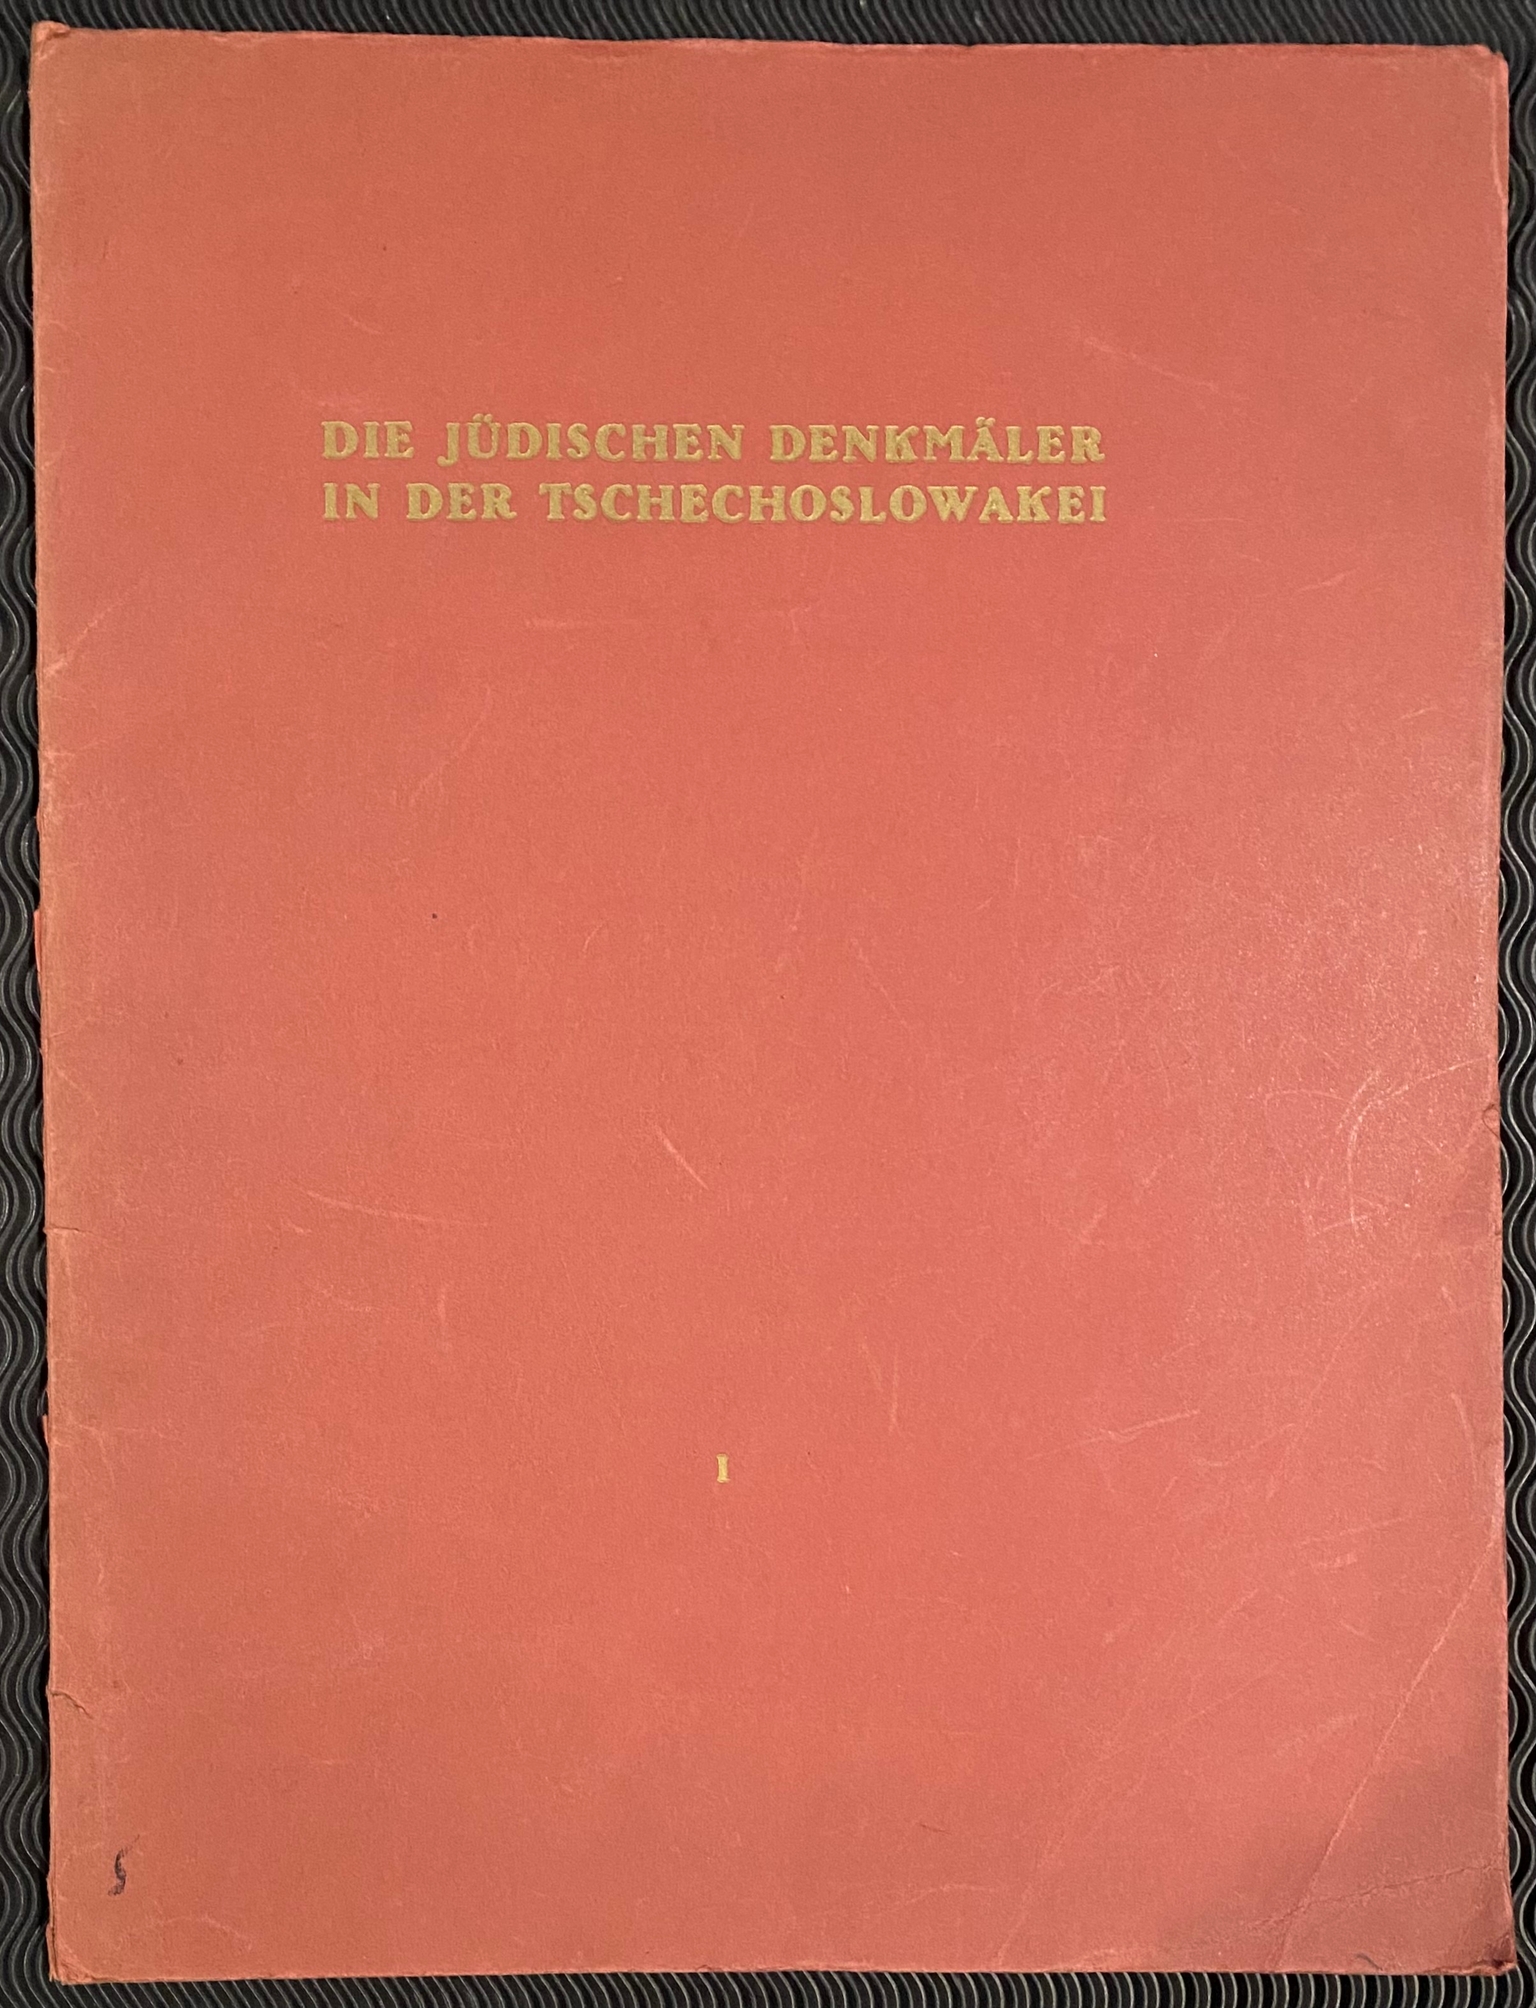 DIE JÜDISCHEN DENKMÄLER
IN DER TSCHECHOSLOWAKEI
I